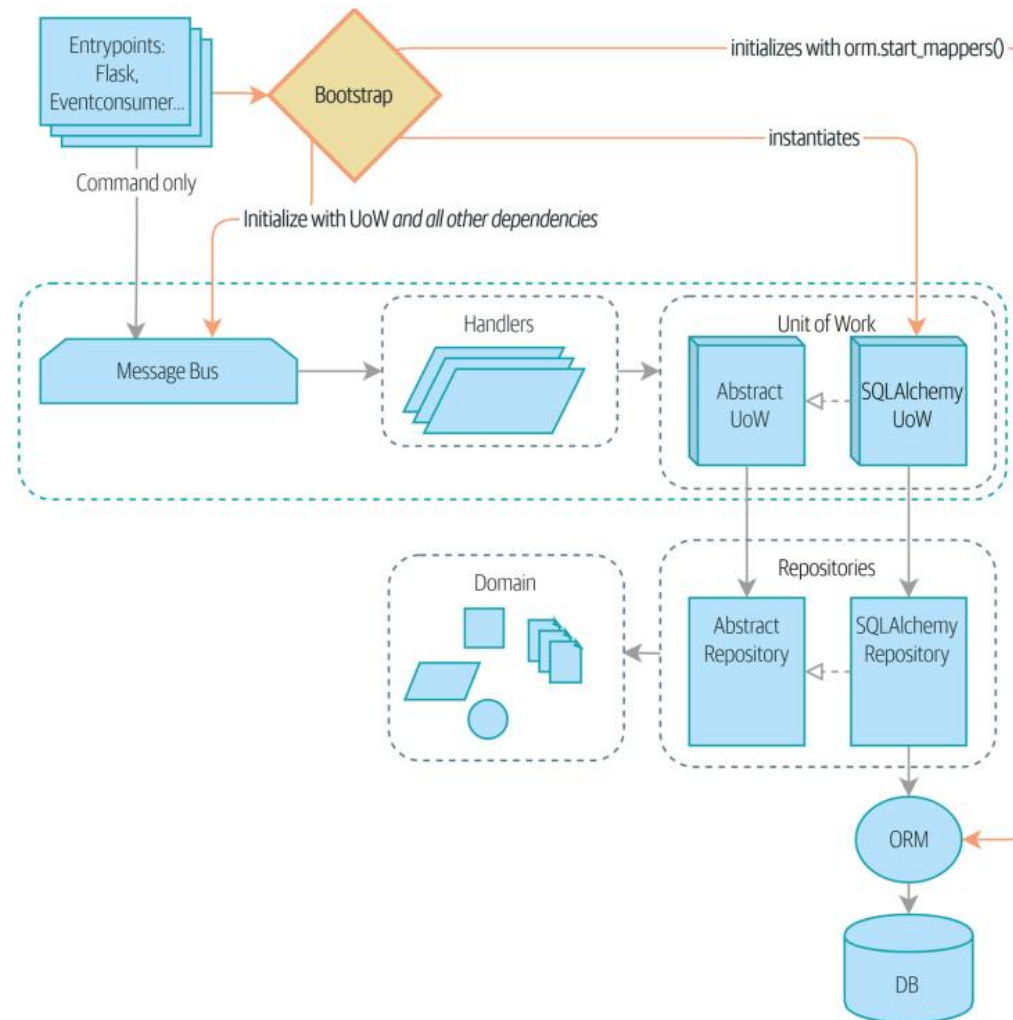 Entrypoints:
Flask,
Eventconsumer...
Bootstrap
initializes with orm.start_mappers()
instantiates
Command only
Initialize with UoW and all other dependencies
Message Bus
Handlers
Unit of Work
Abstract
UoW
SQLAlchemy
UoW
Domain
Repositories
Abstract
Repository
SQLAlchemy
Repository
ORM
DB